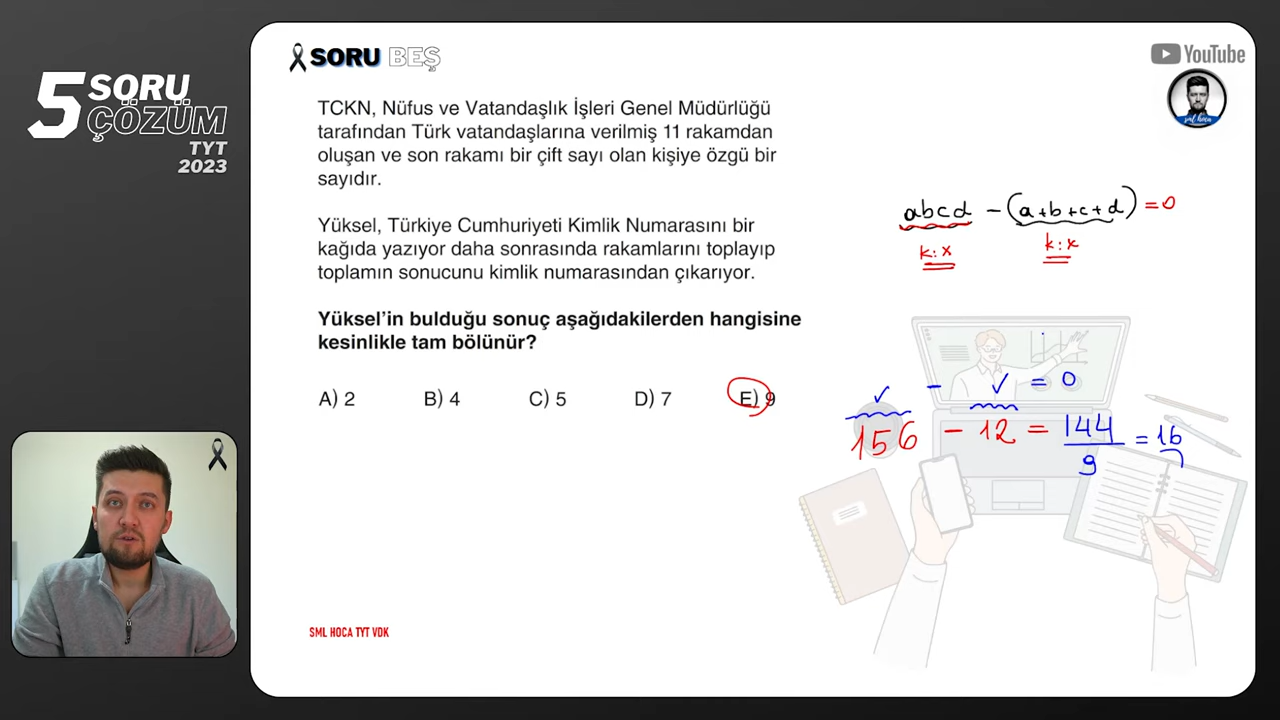 5 SORU
ÇÖZÜM
TYT
2023
SORU BEŞ
YouTube
sml hoca
TCKN, Nüfus ve Vatandaşlık İşleri Genel Müdürlüğü
tarafından Türk vatandaşlarına verilmiş 11 rakamdan
oluşan ve son rakamı bir çift sayı olan kişiye özgü bir
sayıdır.
Yüksel, Türkiye Cumhuriyeti Kimlik Numarasını bir
kağıda yazıyor daha sonrasında rakamlarını toplayıp
toplamın sonucunu kimlik numarasından çıkarıyor.
Yüksel'in bulduğu sonuç aşağıdakilerden hangisine
kesinlikle tam bölünür?
A) 2 B) 4 C) 5 D) 7 E) 9
abcd - (a+b+c+d) = 0
k:x k:x
✓ - ✓ = 0
156 - 12 = 144/9 = 16
SML HOCA TYT VDK